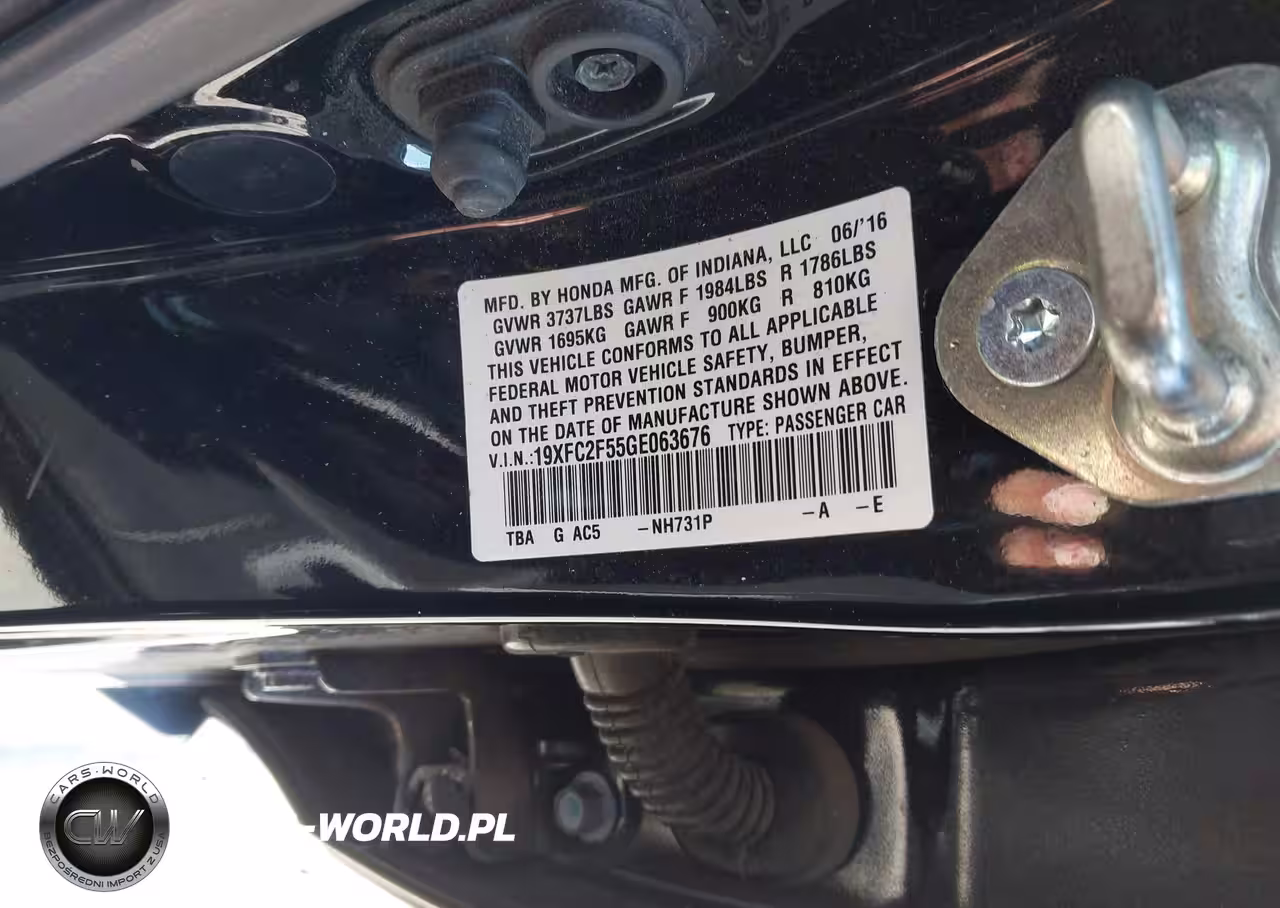 MFD. BY HONDA MFG. OF INDIANA, LLC 06/'16
GVWR 3737LBS GAWR F 1984LBS R 1786LBS
GVWR 1695KG GAWR F 900KG R 810KG
THIS VEHICLE CONFORMS TO ALL APPLICABLE
FEDERAL MOTOR VEHICLE SAFETY, BUMPER,
AND THEFT PREVENTION STANDARDS IN EFFECT
ON THE DATE OF MANUFACTURE SHOWN ABOVE.
V.I.N.:19XFC2F55GE063676 TYPE: PASSENGER CAR
TBA G AC5 -NH731P -A -E
CARS-WORLD
CW
BEZPOŚREDNI IMPORT Z USA
-WORLD.PL